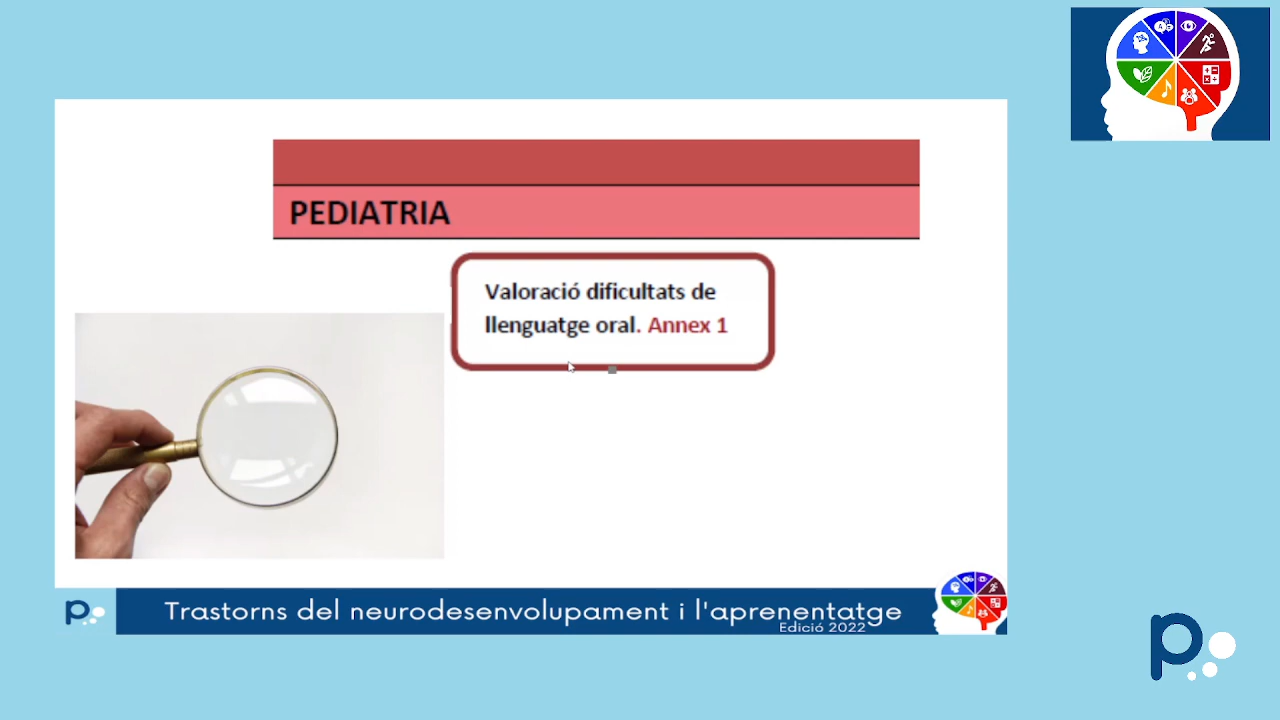 PEDIATRIA
Valoració dificultats de
llenguatge oral. Annex 1
Trastorns del neurodesenvolupament i l'aprenentatge
Edició 2022